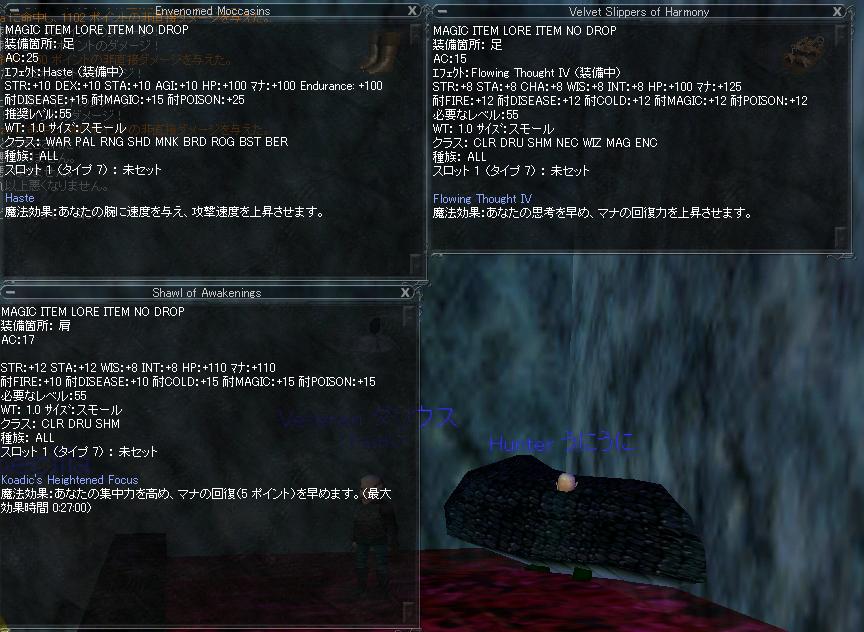 Envenomed Moccasins
MAGIC ITEM LORE ITEM NO DROP
装備箇所: 足
AC:25
エフェクト:Haste (装備中)
STR:+10 DEX:+10 STA:+10 AGI:+10 HP:+100 マナ:+100 Endurance: +100
耐DISEASE:+15 耐MAGIC:+15 耐POISON:+25
推奨レベル:55
WT: 1.0 サイズ:スモール
クラス: WAR PAL RNG SHD MNK BRD ROG BST BER
種族: ALL
スロット 1 (タイプ 7) : 未セット
Haste
魔法効果:あなたの腕に速度を与え、攻撃速度を上昇させます。
Velvet Slippers of Harmony
MAGIC ITEM LORE ITEM NO DROP
装備箇所: 足
AC:15
エフェクト:Flowing Thought IV (装備中)
STR:+8 STA:+8 CHA:+8 WIS:+8 INT:+8 HP:+100 マナ:+125
耐FIRE:+12 耐DISEASE:+12 耐COLD:+12 耐MAGIC:+12 耐POISON:+12
必要なレベル:55
WT: 1.0 サイズ:スモール
クラス: CLR DRU SHM NEC WIZ MAG ENC
種族: ALL
スロット 1 (タイプ 7) : 未セット
Flowing Thought IV
魔法効果:あなたの思考を早め、マナの回復力を上昇させます。
Shawl of Awakenings
MAGIC ITEM LORE ITEM NO DROP
装備箇所: 肩
AC:17
STR:+12 STA:+12 WIS:+8 INT:+8 HP:+110 マナ:+110
耐FIRE:+10 耐DISEASE:+10 耐COLD:+15 耐MAGIC:+15 耐POISON:+15
必要なレベル:55
WT: 1.0 サイズ:スモール
クラス: CLR DRU SHM
種族: ALL
スロット 1 (タイプ 7) : 未セット
Koadic's Heightened Focus
魔法効果:あなたの集中力を高め、マナの回復(5 ポイント)を早めます。(最大
効果時間 0:27:00)
Hunter うにうに